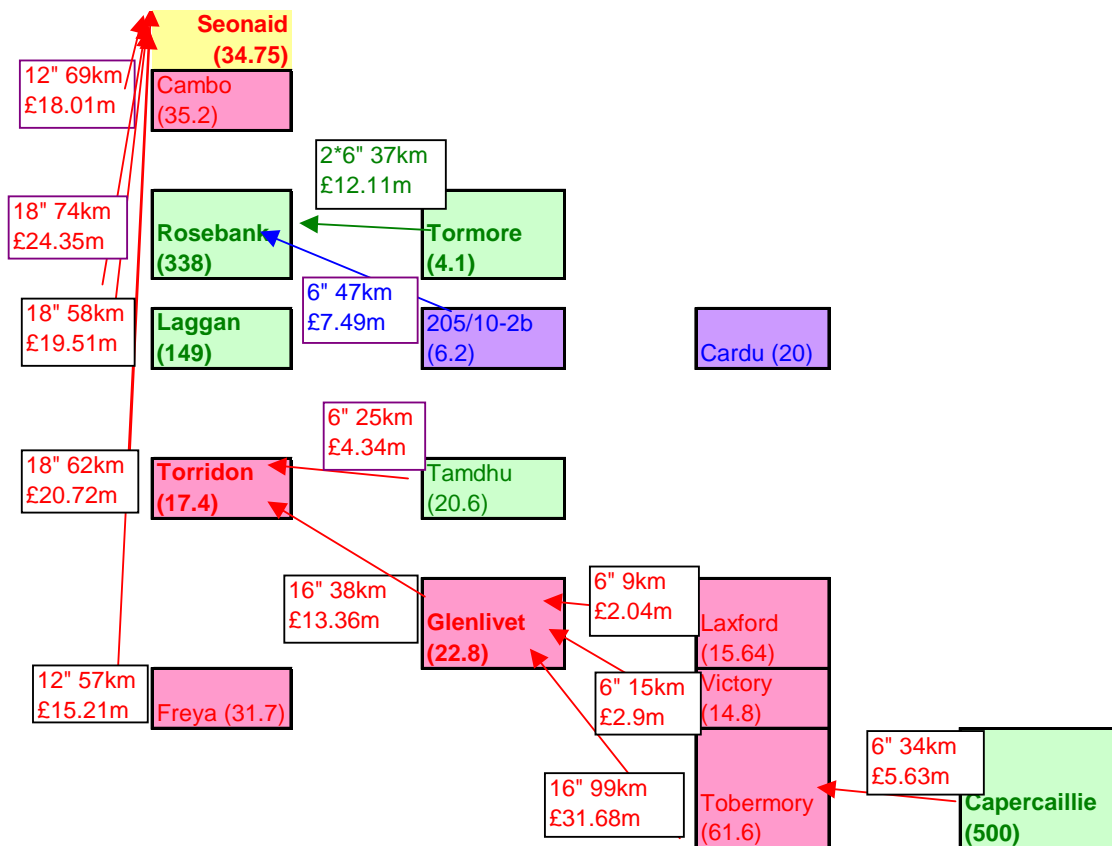 Seonaid
(34.75)
12" 69km
£18.01m
Cambo
(35.2)
2*6" 37km
£12.11m
18" 74km
£24.35m
Rosebank
(338)
Tormore
(4.1)
6" 47km
£7.49m
18" 58km
£19.51m
Laggan
(149)
205/10-2b
(6.2)
Cardu (20)
6" 25km
£4.34m
18" 62km
£20.72m
Torridon
(17.4)
Tamdhu
(20.6)
16" 38km
£13.36m
Glenlivet
(22.8)
6" 9km
£2.04m
Laxford
(15.64)
12" 57km
£15.21m
Freya (31.7)
6" 15km
£2.9m
Victory
(14.8)
16" 99km
£31.68m
Tobermory
(61.6)
6" 34km
£5.63m
Capercaillie
(500)